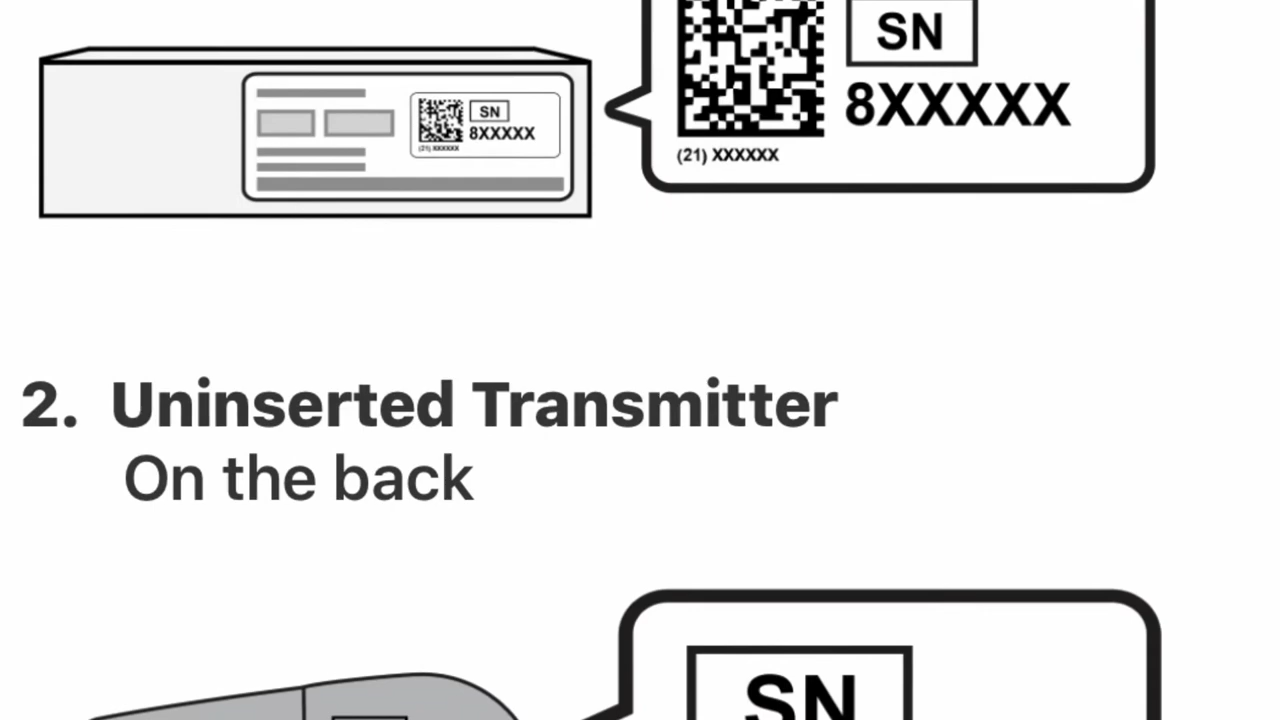 SN
8XXXXX
(21) XXXXXX
SN
8XXXXX
(21) XXXXXX
2. Uninserted Transmitter
On the back
SN